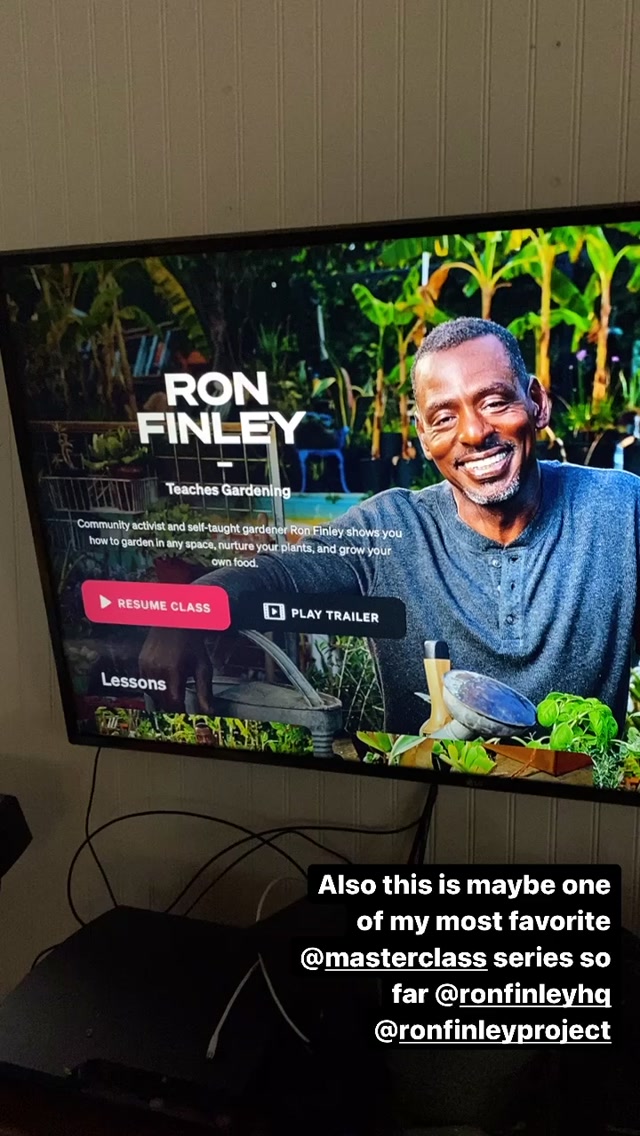 RON
FINLEY
Teaches Gardening
Community activist and self-taught gardener Ron Finley shows you
how to garden in any space, nurture your plants, and grow your
own food.
RESUME CLASS
PLAY TRAILER
Lessons
Also this is maybe one
of my most favorite
@masterclass series so
far @ronfinleyhq
@ronfinleyproject